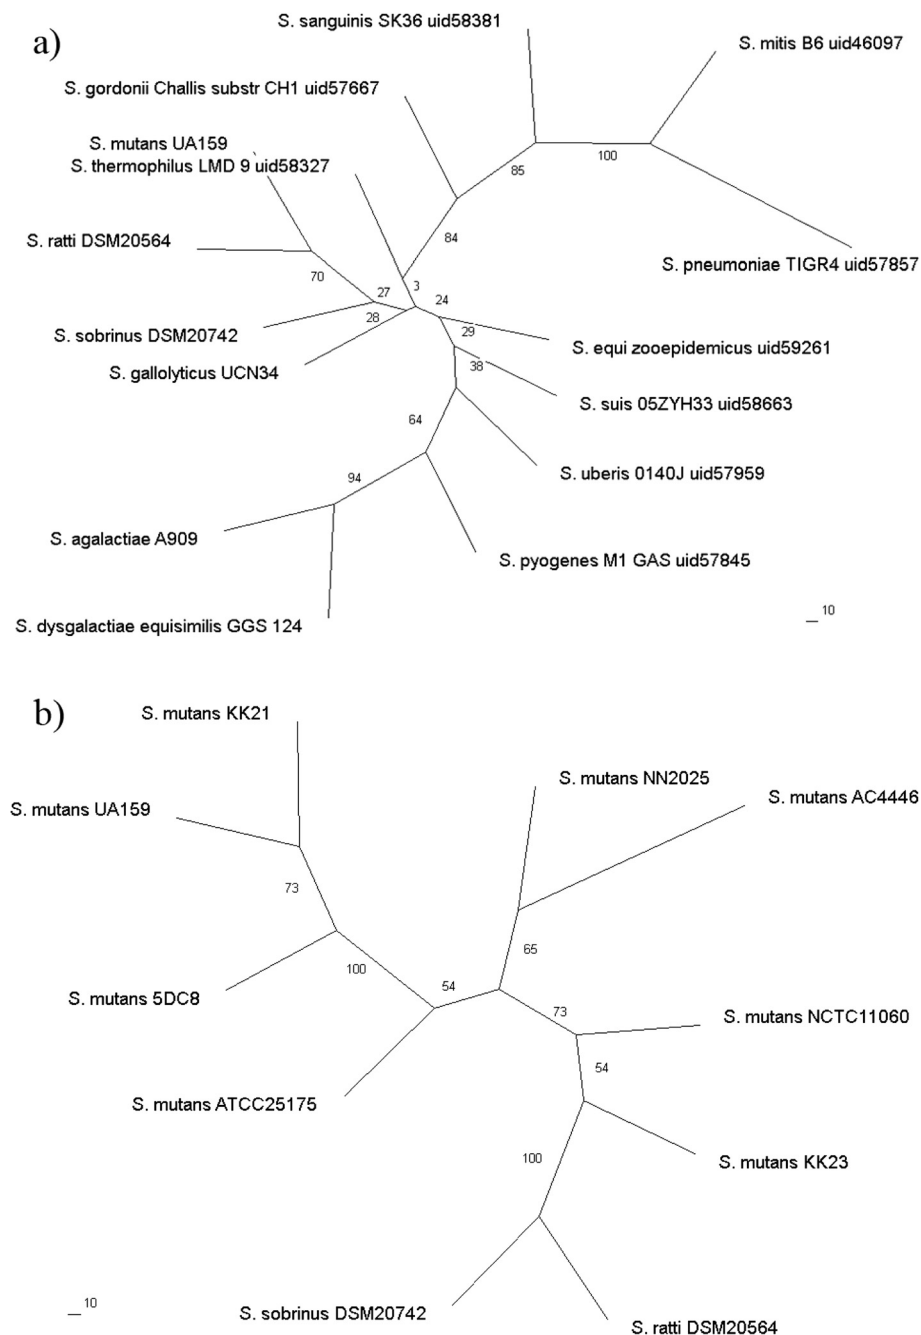 S. sanguinis SK36 uid58381
a)
S. mitis B6 uid46097
S. gordonii Challis substr CH1 uid57667
S. mutans UA159
100
S. thermophilus LMD 9 uid58327
85
84
S. ratti DSM20564
S. pneumoniae TIGR4 uid57857
70
3
27
24
28
29
S. sobrinus DSM20742
S. equi zooepidemicus uid59261
38
S. gallolyticus UCN34
S. suis 05ZYH33 uid58663
64
S. uberis 0140J uid57959
94
S. agalactiae A909
S. pyogenes M1 GAS uid57845
10
S. dysgalactiae equisimilis GGS 124
b)
S. mutans KK21
S. mutans NN2025
S. mutans AC4446
S. mutans UA159
73
65
100
54
S. mutans 5DC8
73
S. mutans NCTC11060
54
S. mutans ATCC25175
100
S. mutans KK23
10
S. sobrinus DSM20742
S. ratti DSM20564